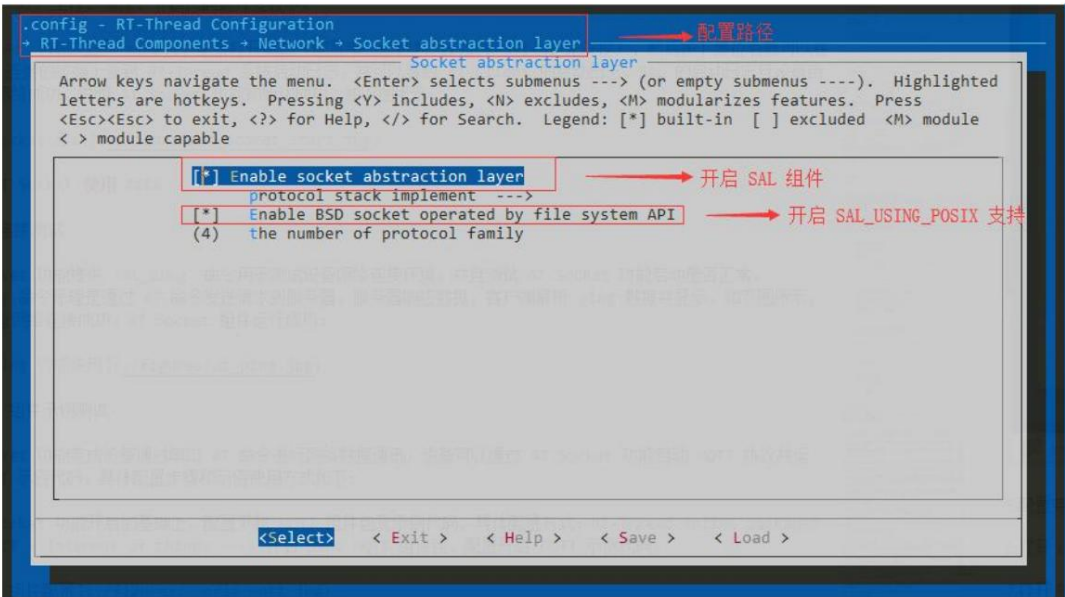 .config - RT-Thread Configuration
→ RT-Thread Components → Network → Socket abstraction layer
配置路径
Socket abstraction layer
Arrow keys navigate the menu.  <Enter> selects submenus ---> (or empty submenus ----).  Highlighted
letters are hotkeys.  Pressing <Y> includes, <N> excludes, <M> modularizes features.  Press
<Esc><Esc> to exit, <?> for Help, </> for Search.  Legend: [*] built-in  [ ] excluded  <M> module
< > module capable
[*] Enable socket abstraction layer
开启 SAL 组件
protocol stack implement  --->
[*]   Enable BSD socket operated by file system API
开启 SAL_USING_POSIX 支持
(4)   the number of protocol family
<Select>    < Exit >    < Help >    < Save >    < Load >